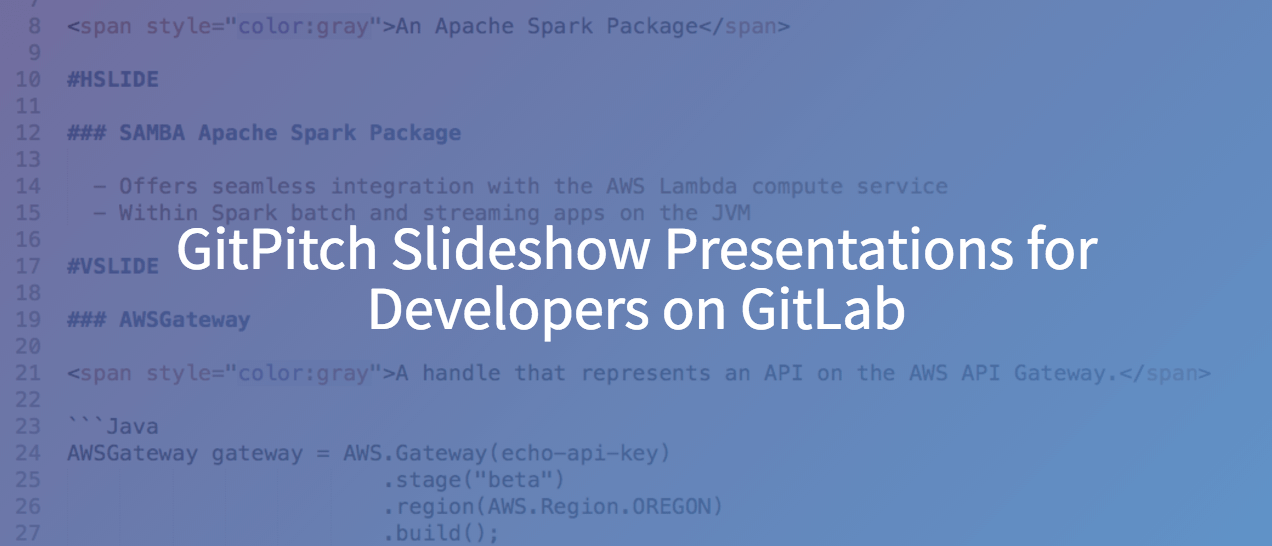 7
8 <span style="color:gray">An Apache Spark Package</span>
9
10 #HSLIDE
11
12 ### SAMBA Apache Spark Package
13
14 – Offers seamless integration with the AWS Lambda compute service
15 – Within Spark batch and streaming apps on the JVM
16
GitPitch Slideshow Presentations for
17 #VSLIDE
18
Developers on GitLab
19 ### AWSGateway
20
21 <span style="color:gray">A handle that represents an API on the AWS API Gateway.</span>
22
23 ```Java
24 AWSGateway gateway = AWS.Gateway(echo-api-key)
25 .stage("beta")
26 .region(AWS.Region.OREGON)
27 .build();